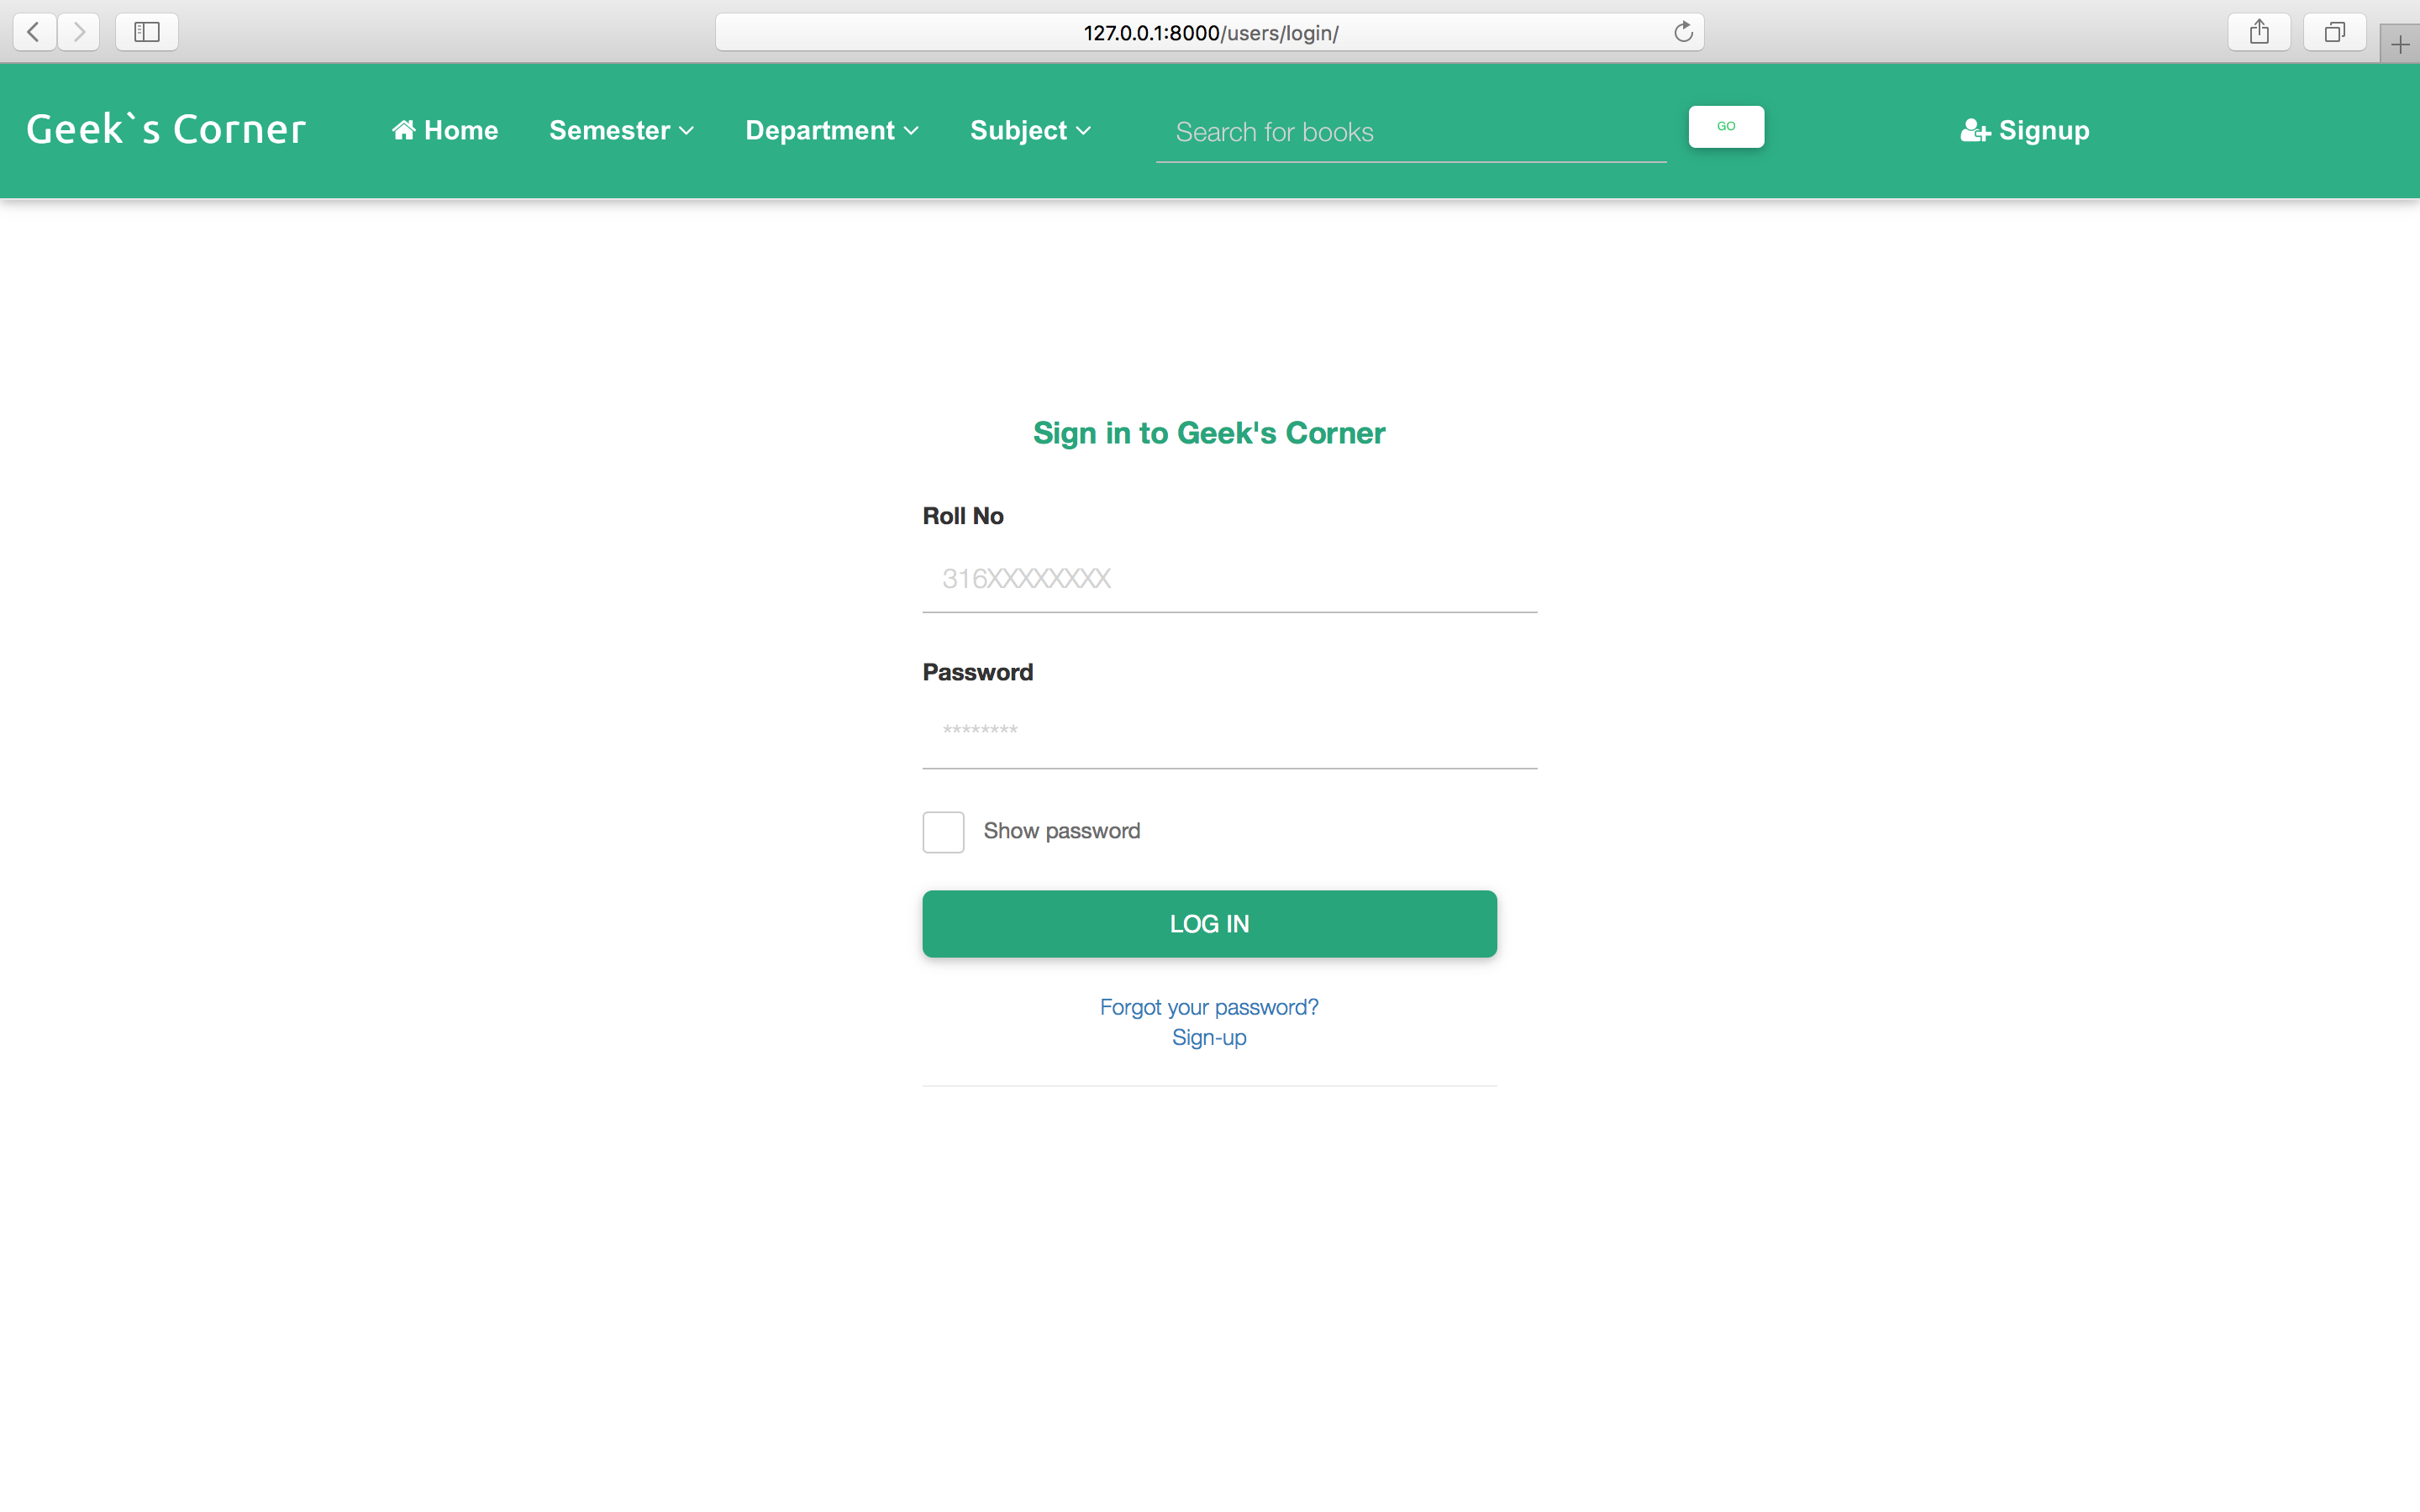 127.0.0.1:8000/users/login/
Geek`s Corner Home Semester Department Subject Search for books GO Signup
Sign in to Geek's Corner
Roll No
316XXXXXXXX
Password
********
Show password
LOG IN
Forgot your password?
Sign-up